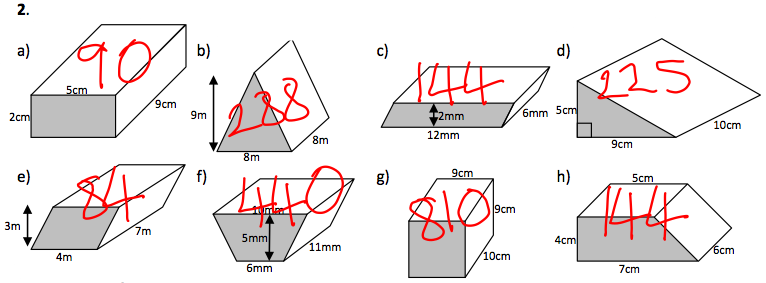 2.
a) 90 5cm 2cm 9cm
b) 288 9m 8m 8m
c) 144 2mm 6mm 12mm
d) 225 5cm 10cm 9cm
e) 84 3m 7m 4m
f) 440 10mm 5mm 11mm 6mm
g) 9cm 810 9cm 10cm
h) 5cm 144 4cm 6cm 7cm